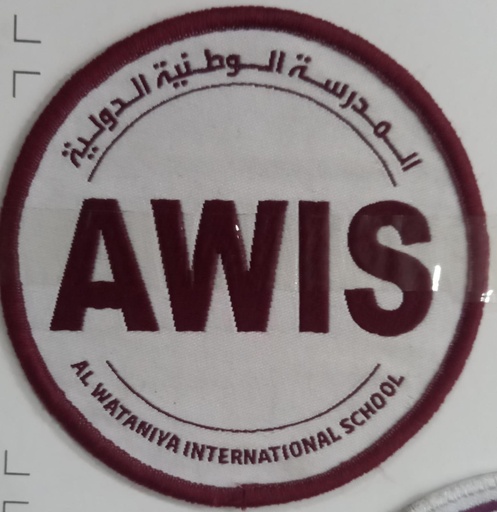 المدرسة الوطنية الدولية
AWIS
AL WATANIYA INTERNATIONAL SCHOOL